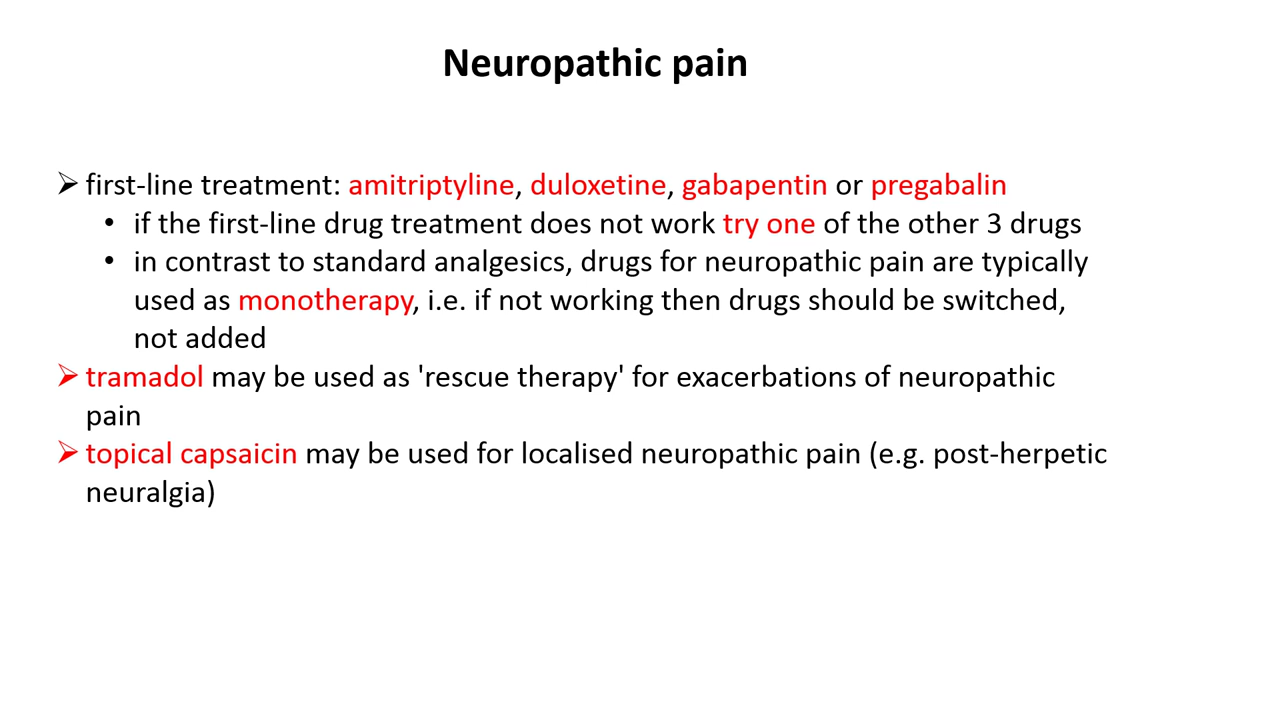 Neuropathic pain
➢ first-line treatment: amitriptyline, duloxetine, gabapentin or pregabalin
• if the first-line drug treatment does not work try one of the other 3 drugs
• in contrast to standard analgesics, drugs for neuropathic pain are typically
used as monotherapy, i.e. if not working then drugs should be switched,
not added
➢ tramadol may be used as 'rescue therapy' for exacerbations of neuropathic
pain
➢ topical capsaicin may be used for localised neuropathic pain (e.g. post-herpetic
neuralgia)